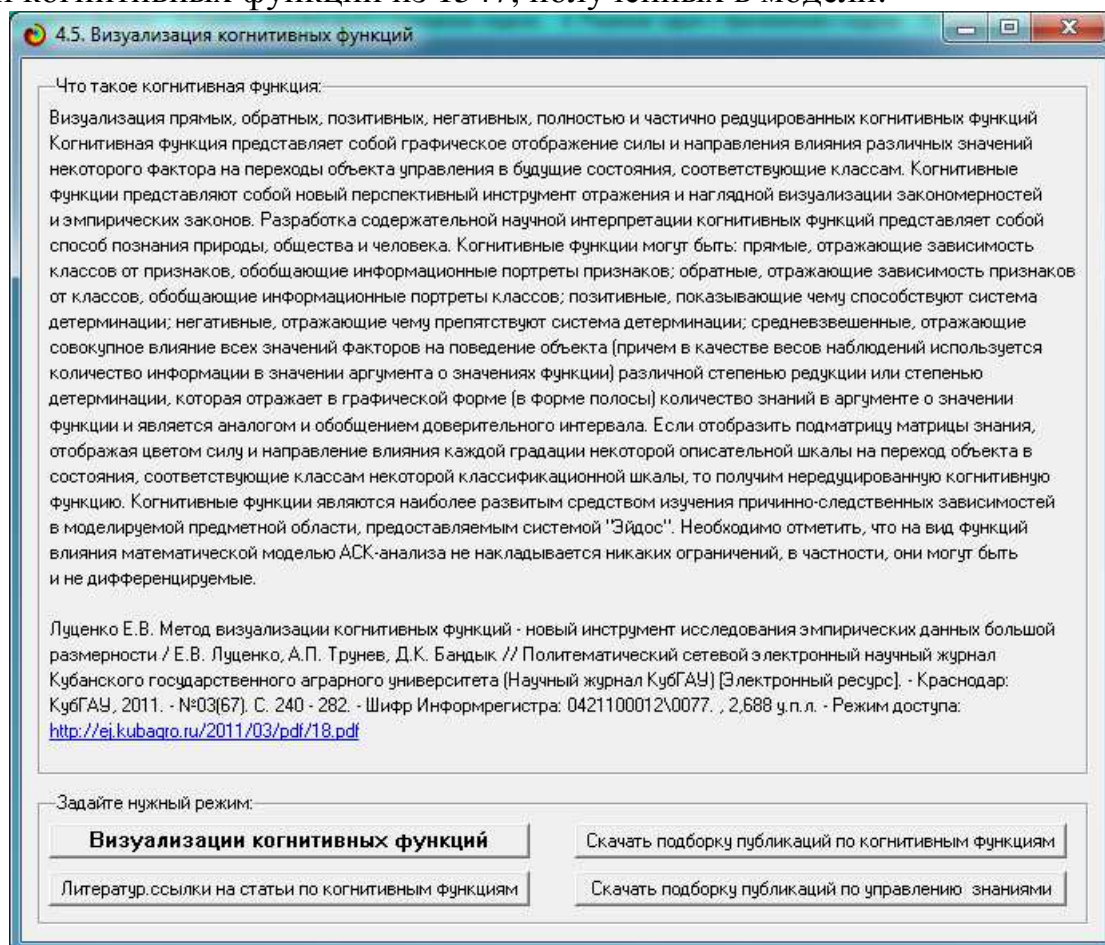 когнитивных функций из 1547, полученных в модели.
4.5. Визуализация когнитивных функций
Что такое когнитивная функция:
Визуализация прямых, обратных, позитивных, негативных, полностью и частично редуцированных когнитивных функций
Когнитивная функция представляет собой графическое отображение силы и направления влияния различных значений
некоторого фактора на переходы объекта управления в будущие состояния, соответствующие классам. Когнитивные
функции представляют собой новый перспективный инструмент отражения и наглядной визуализации закономерностей
и эмпирических законов. Разработка содержательной научной интерпретации когнитивных функций представляет собой
способ познания природы, общества и человека. Когнитивные функции могут быть: прямые, отражающие зависимость
классов от признаков, обобщающие информационные портреты признаков; обратные, отражающие зависимость признаков
от классов, обобщающие информационные портреты классов; позитивные, показывающие чему способствуют система
детерминации; негативные, отражающие чему препятствуют система детерминации; средневзвешенные, отражающие
совокупное влияние всех значений факторов на поведение объекта (причем в качестве весов наблюдений используется
количество информации в значении аргумента о значениях функции) различной степенью редукции или степенью
детерминации, которая отражает в графической форме (в форме полосы) количество знаний в аргументе о значении
функции и является аналогом и обобщением доверительного интервала. Если отобразить подматрицу матрицы знания,
отображая цветом силу и направление влияния каждой градации некоторой описательной шкалы на переход объекта в
состояния, соответствующие классам некоторой классификационной шкалы, то получим нередуцированную когнитивную
функцию. Когнитивные функции являются наиболее развитым средством изучения причинно-следственных зависимостей
в моделируемой предметной области, предоставляемым системой "Эйдос". Необходимо отметить, что на вид функций
влияния математической моделью АСК-анализа не накладывается никаких ограничений, в частности, они могут быть
и не дифференцируемые.
Луценко Е.В. Метод визуализации когнитивных функций - новый инструмент исследования эмпирических данных большой
размерности / Е.В. Луценко, А.П. Трунев, Д.К. Бандык // Политематический сетевой электронный научный журнал
Кубанского государственного аграрного университета (Научный журнал КубГАУ) [Электронный ресурс]. - Краснодар:
КубГАУ, 2011. - №03(67). С. 240 - 282. - Шифр Информрегистра: 0421100012\0077. , 2,688 у.п.л. - Режим доступа:
http://ej.kubagro.ru/2011/03/pdf/18.pdf
Задайте нужный режим:
Визуализации когнитивных функций
Скачать подборку публикаций по когнитивным функциям
Литератур.ссылки на статьи по когнитивным функциям
Скачать подборку публикаций по управлению знаниями